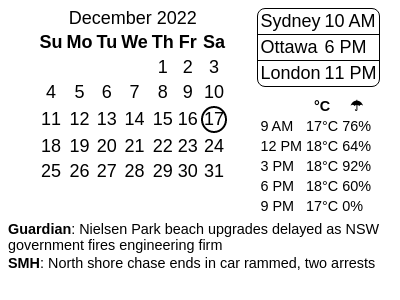 December 2022
Su Mo Tu We Th Fr Sa
1 2 3
4 5 6 7 8 9 10
11 12 13 14 15 16 17
18 19 20 21 22 23 24
25 26 27 28 29 30 31
Sydney 10 AM
Ottawa 6 PM
London 11 PM
°C ☂
9 AM 17°C 76%
12 PM 18°C 64%
3 PM 18°C 92%
6 PM 18°C 60%
9 PM 17°C 0%
Guardian: Nielsen Park beach upgrades delayed as NSW
government fires engineering firm
SMH: North shore chase ends in car rammed, two arrests